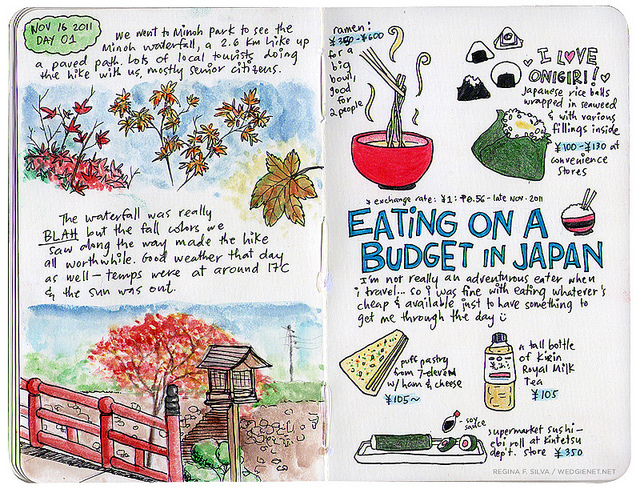 NOV 16 2011
DAY 01
we went to Minoh park to see the
Minoh waterfall, a 2.6 km hike up
a paved path. Lots of local tourists doing
the hike with us, mostly senior citizens.
The waterfall was really
BLAH but the fall colors we
saw along the way made the hike
all worthwhile. Good weather that day
as well - temps were at around 17C
& the sun was out.
ramen:
¥350-¥600
for a
big
bowl,
good
for
2 people
I LOVE
ONIGIRI!
Japanese rice balls
wrapped in seaweed
& with various
fillings inside
¥100-¥130 at
convenience
stores
exchange rate: ¥1: ₱0.56 - late Nov. 2011
EATING ON A
BUDGET IN JAPAN
I'm not really an adventurous eater when
i travel... so i was fine with eating whatever's
cheap & available just to have something to
get me through the day
puff pastry
from 7-eleven
w/ ham & cheese
¥105~
a tall bottle
of Kirin
Royal Milk
Tea
¥105
- soyce
sauce
supermarket sushi -
ebi roll at Kintetsu
dep't. store ¥350
REGINA F. SILVA / WEDGIENET.NET